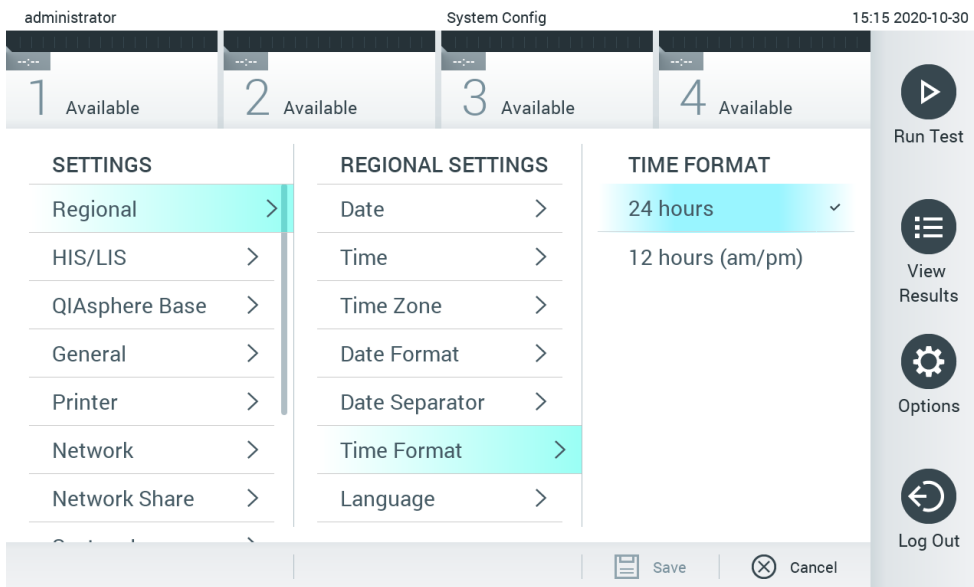 administrator
System Config
15:15 2020-10-30
--:--
1 Available
--:--
2 Available
--:--
3 Available
--:--
4 Available
SETTINGS
Regional
HIS/LIS
QIAsphere Base
General
Printer
Network
Network Share
REGIONAL SETTINGS
Date
Time
Time Zone
Date Format
Date Separator
Time Format
Language
TIME FORMAT
24 hours
12 hours (am/pm)
Run Test
View
Results
Options
Log Out
Save
Cancel